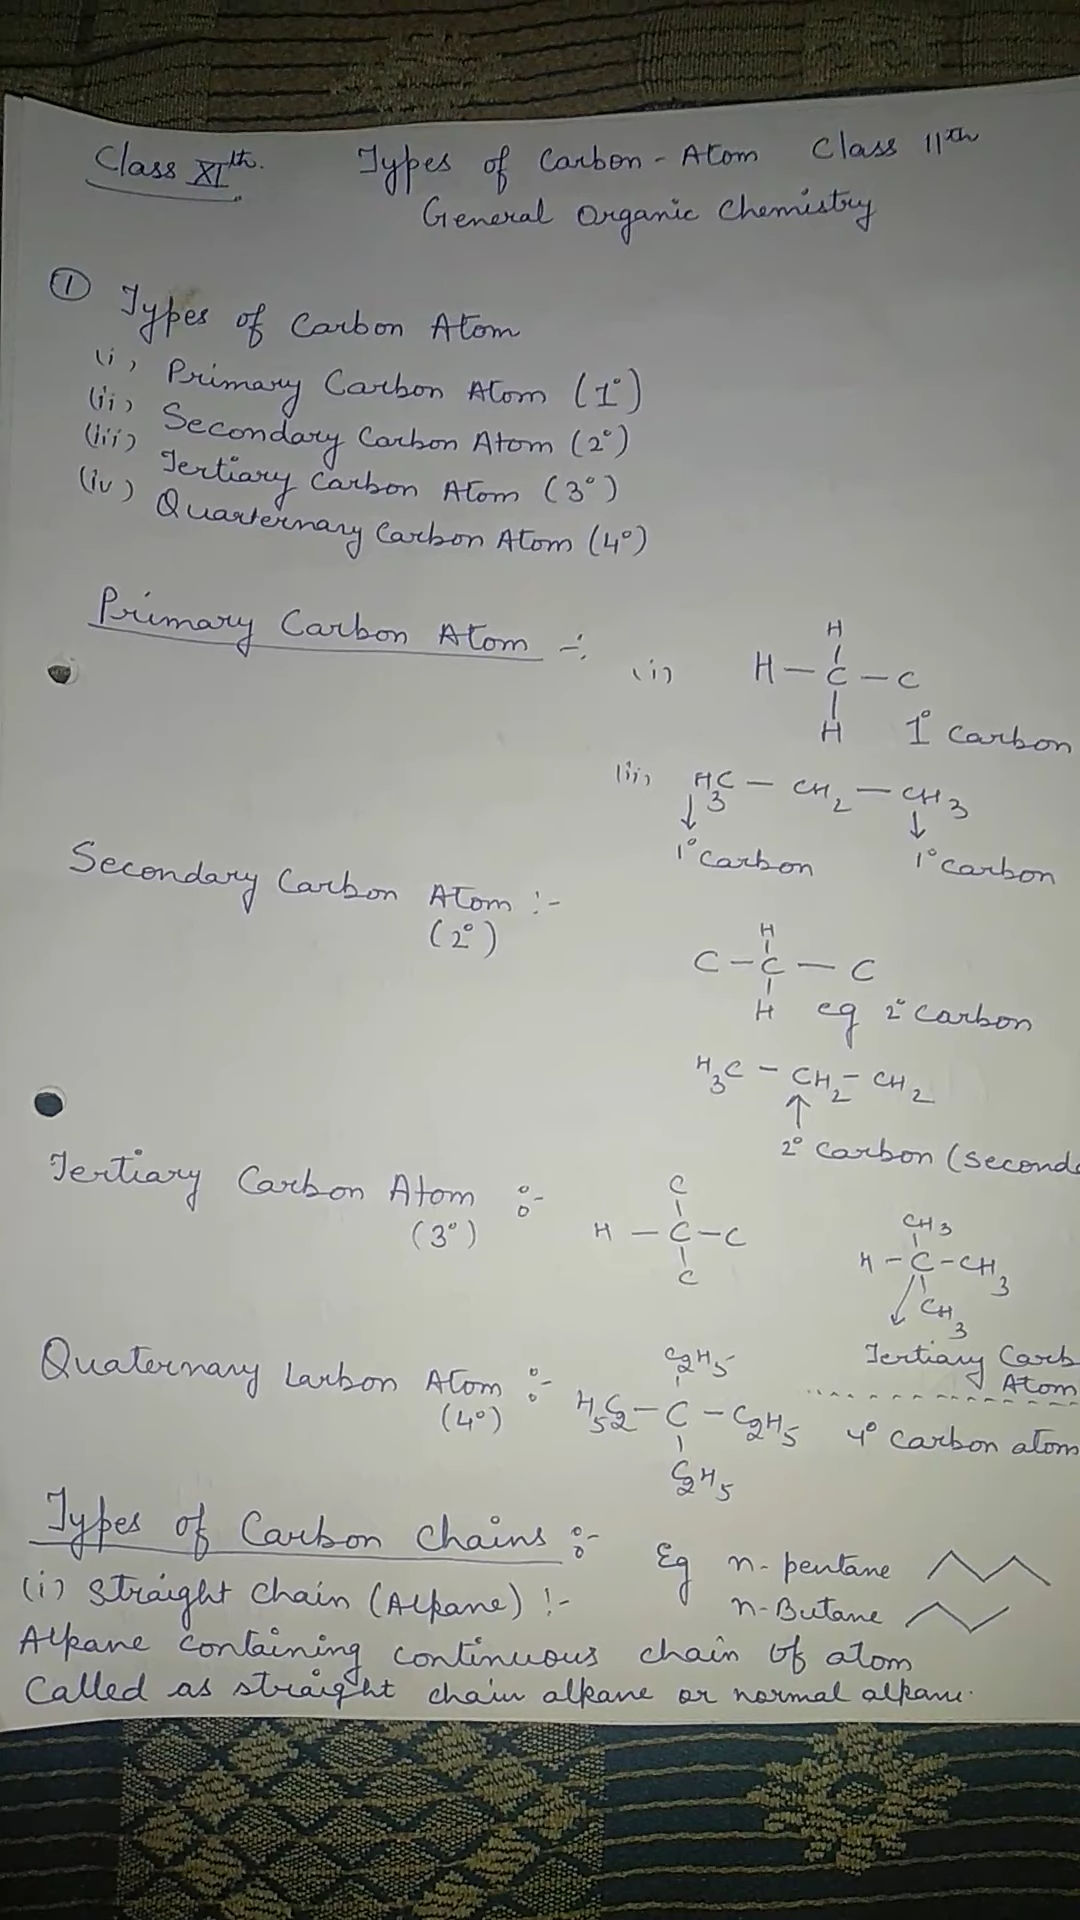 Class XIth. Types of Carbon-Atom Class 11th
General Organic Chemistry
① Types of Carbon Atom
(i) Primary Carbon Atom (1°)
(ii) Secondary Carbon Atom (2°)
(iii) Tertiary Carbon Atom (3°)
(iv) Quarternary Carbon Atom (4°)
Primary Carbon Atom :-
H
(i) H — C — C
H 1° Carbon
(ii) H3C — CH2 — CH3
1° Carbon 1° Carbon
Secondary Carbon Atom :-
(2°)
H
C — C — C
H eg 2° Carbon
H3C — CH2 — CH2
2° Carbon (Second
Tertiary Carbon Atom :-
(3°)
C
H — C — C
C
CH3
H — C — CH3
CH3
Tertiary Carb
Atom
Quaternary Carbon Atom :-
(4°)
C2H5
H5C2 — C — C2H5 4° Carbon atom
C2H5
Types of Carbon Chains :-
Eg n-pentane
(i) Straight Chain (Alkane) :-
n-Butane
Alkane containing continuous chain of atom
Called as straight chain alkane or normal alkane.